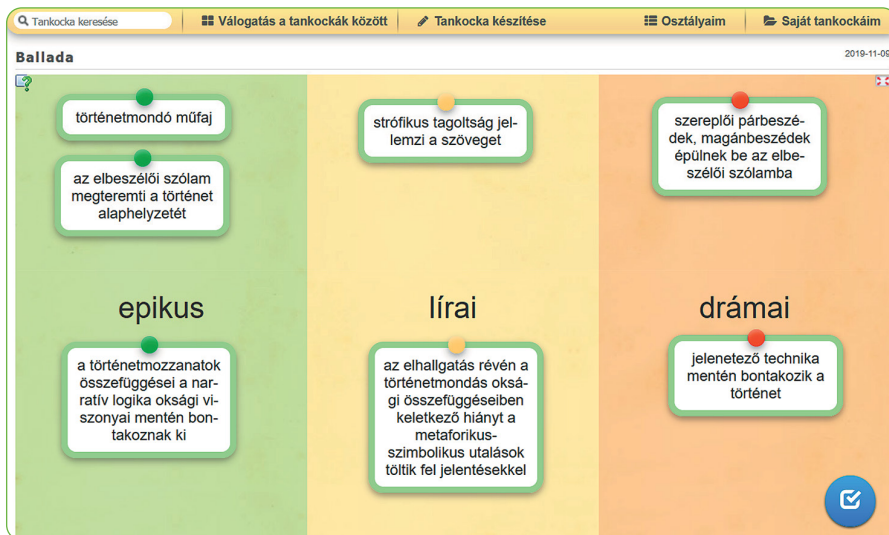 Tankocka keresése
Válogatás a tankockák között
Tankocka készítése
Osztályaim
Saját tankockáim
Ballada
2019-11-09
történetmondó műfaj
az elbeszélői szólam
megteremti a történet
alaphelyzetét
strófikus tagoltság jel-
lemzi a szöveget
szereplői párbeszé-
dek, magánbeszédek
épülnek be az elbe-
szélői szólamba
epikus
lírai
drámai
a történetmozzanatok
összefüggései a nar-
ratív logika oksági vi-
szonyai mentén bon-
takoznak ki
az elhallgatás révén a
történetmondás oksá-
gi összefüggéseiben
keletkező hiányt a
metaforikus-
szimbolikus utalások
töltik fel jelentésekkel
jelenetező technika
mentén bontakozik a
történet